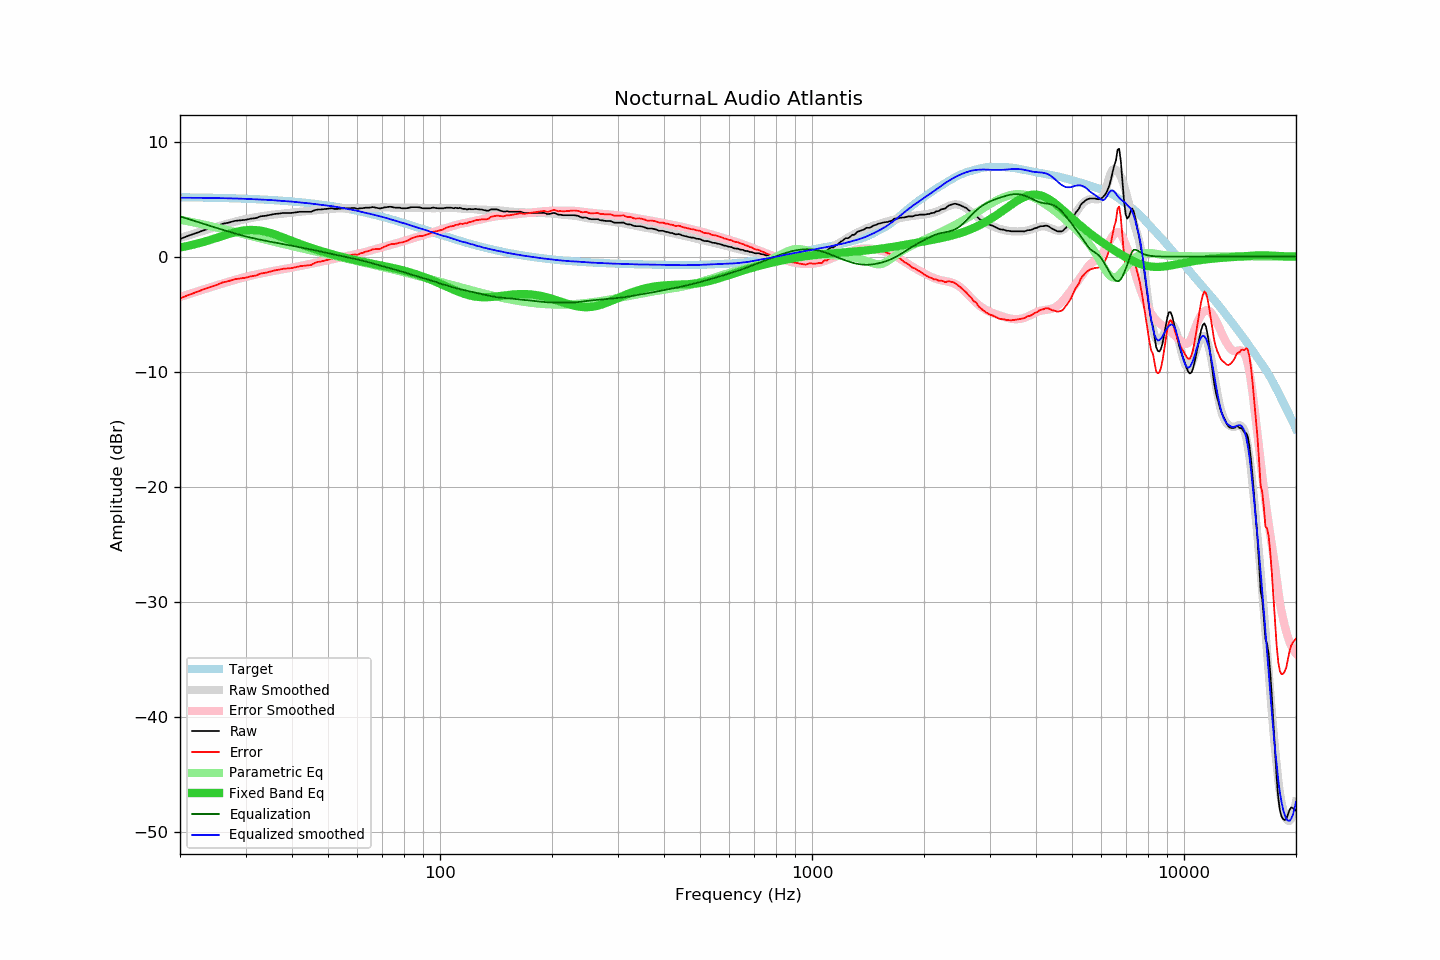 NocturnaL Audio Atlantis
10
0
−10
−20
−30
−40
−50
Amplitude (dBr)
Target
Raw Smoothed
Error Smoothed
Raw
Error
Parametric Eq
Fixed Band Eq
Equalization
Equalized smoothed
100
1000
10000
Frequency (Hz)